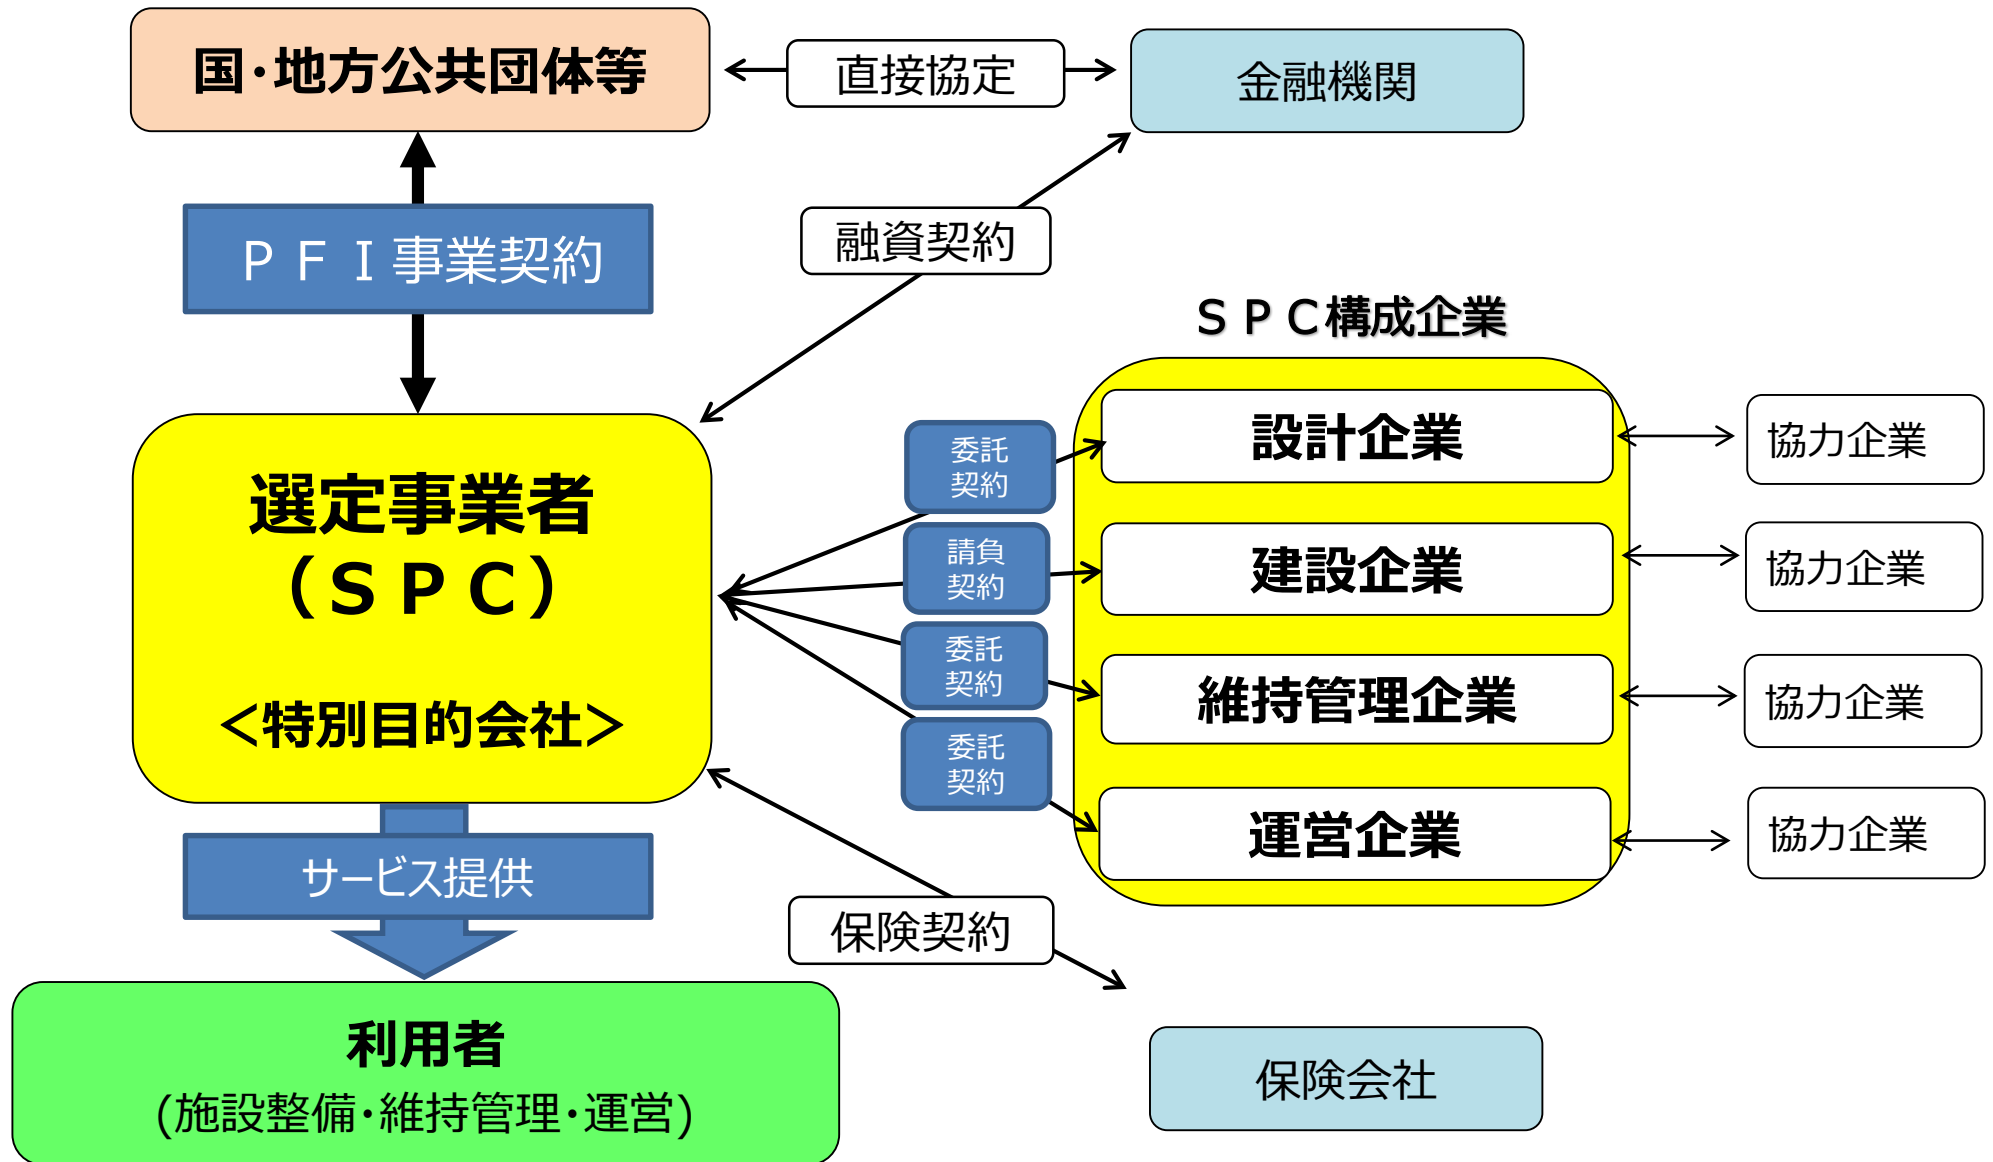 国･地方公共団体等
直接協定
金融機関
ＰＦＩ事業契約
融資契約
ＳＰＣ構成企業
選定事業者
（ＳＰＣ）
＜特別目的会社＞
委託
契約
請負
契約
委託
契約
委託
契約
設計企業
建設企業
維持管理企業
運営企業
協力企業
協力企業
協力企業
協力企業
サービス提供
保険契約
利用者
(施設整備･維持管理･運営)
保険会社